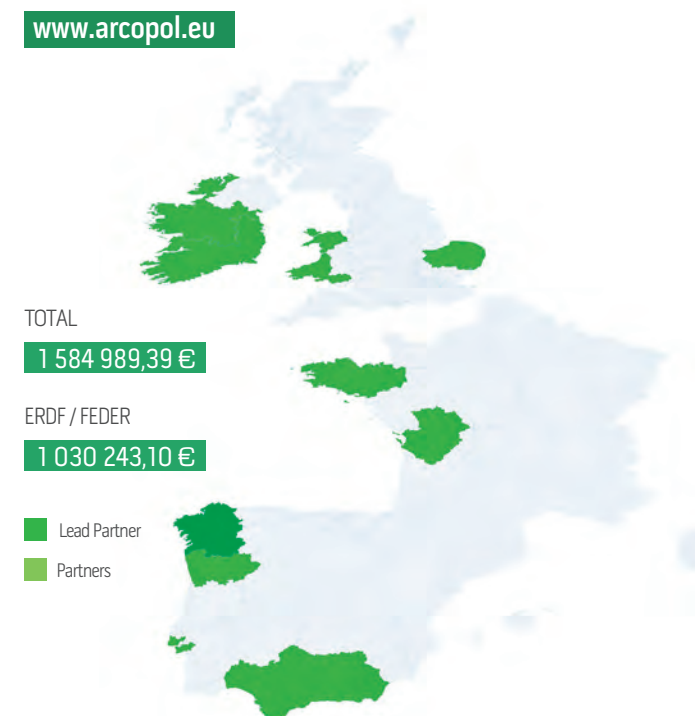 www.arcopol.eu
TOTAL
1 584 989,39 €
ERDF / FEDER
1 030 243,10 €
Lead Partner
Partners